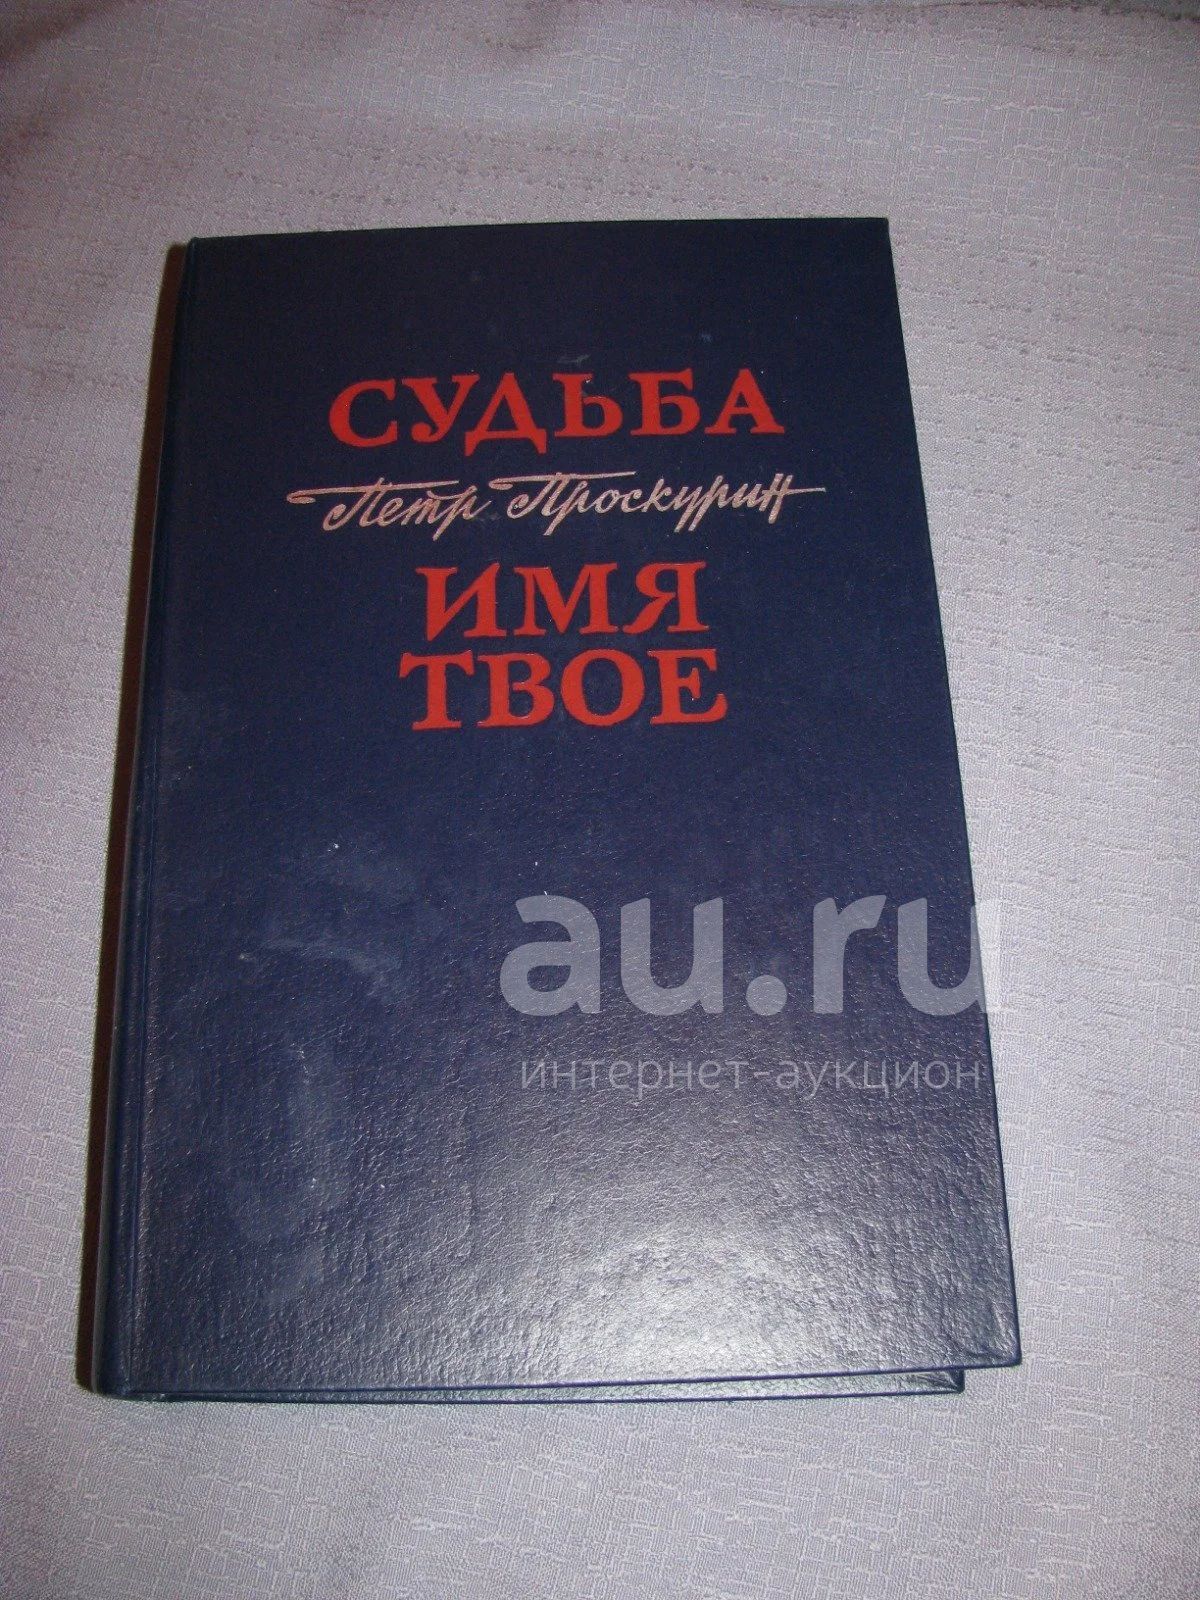 СУДЬБА
Петр Проскурин
ИМЯ
ТВОЕ
au.ru
интернет-аукцион